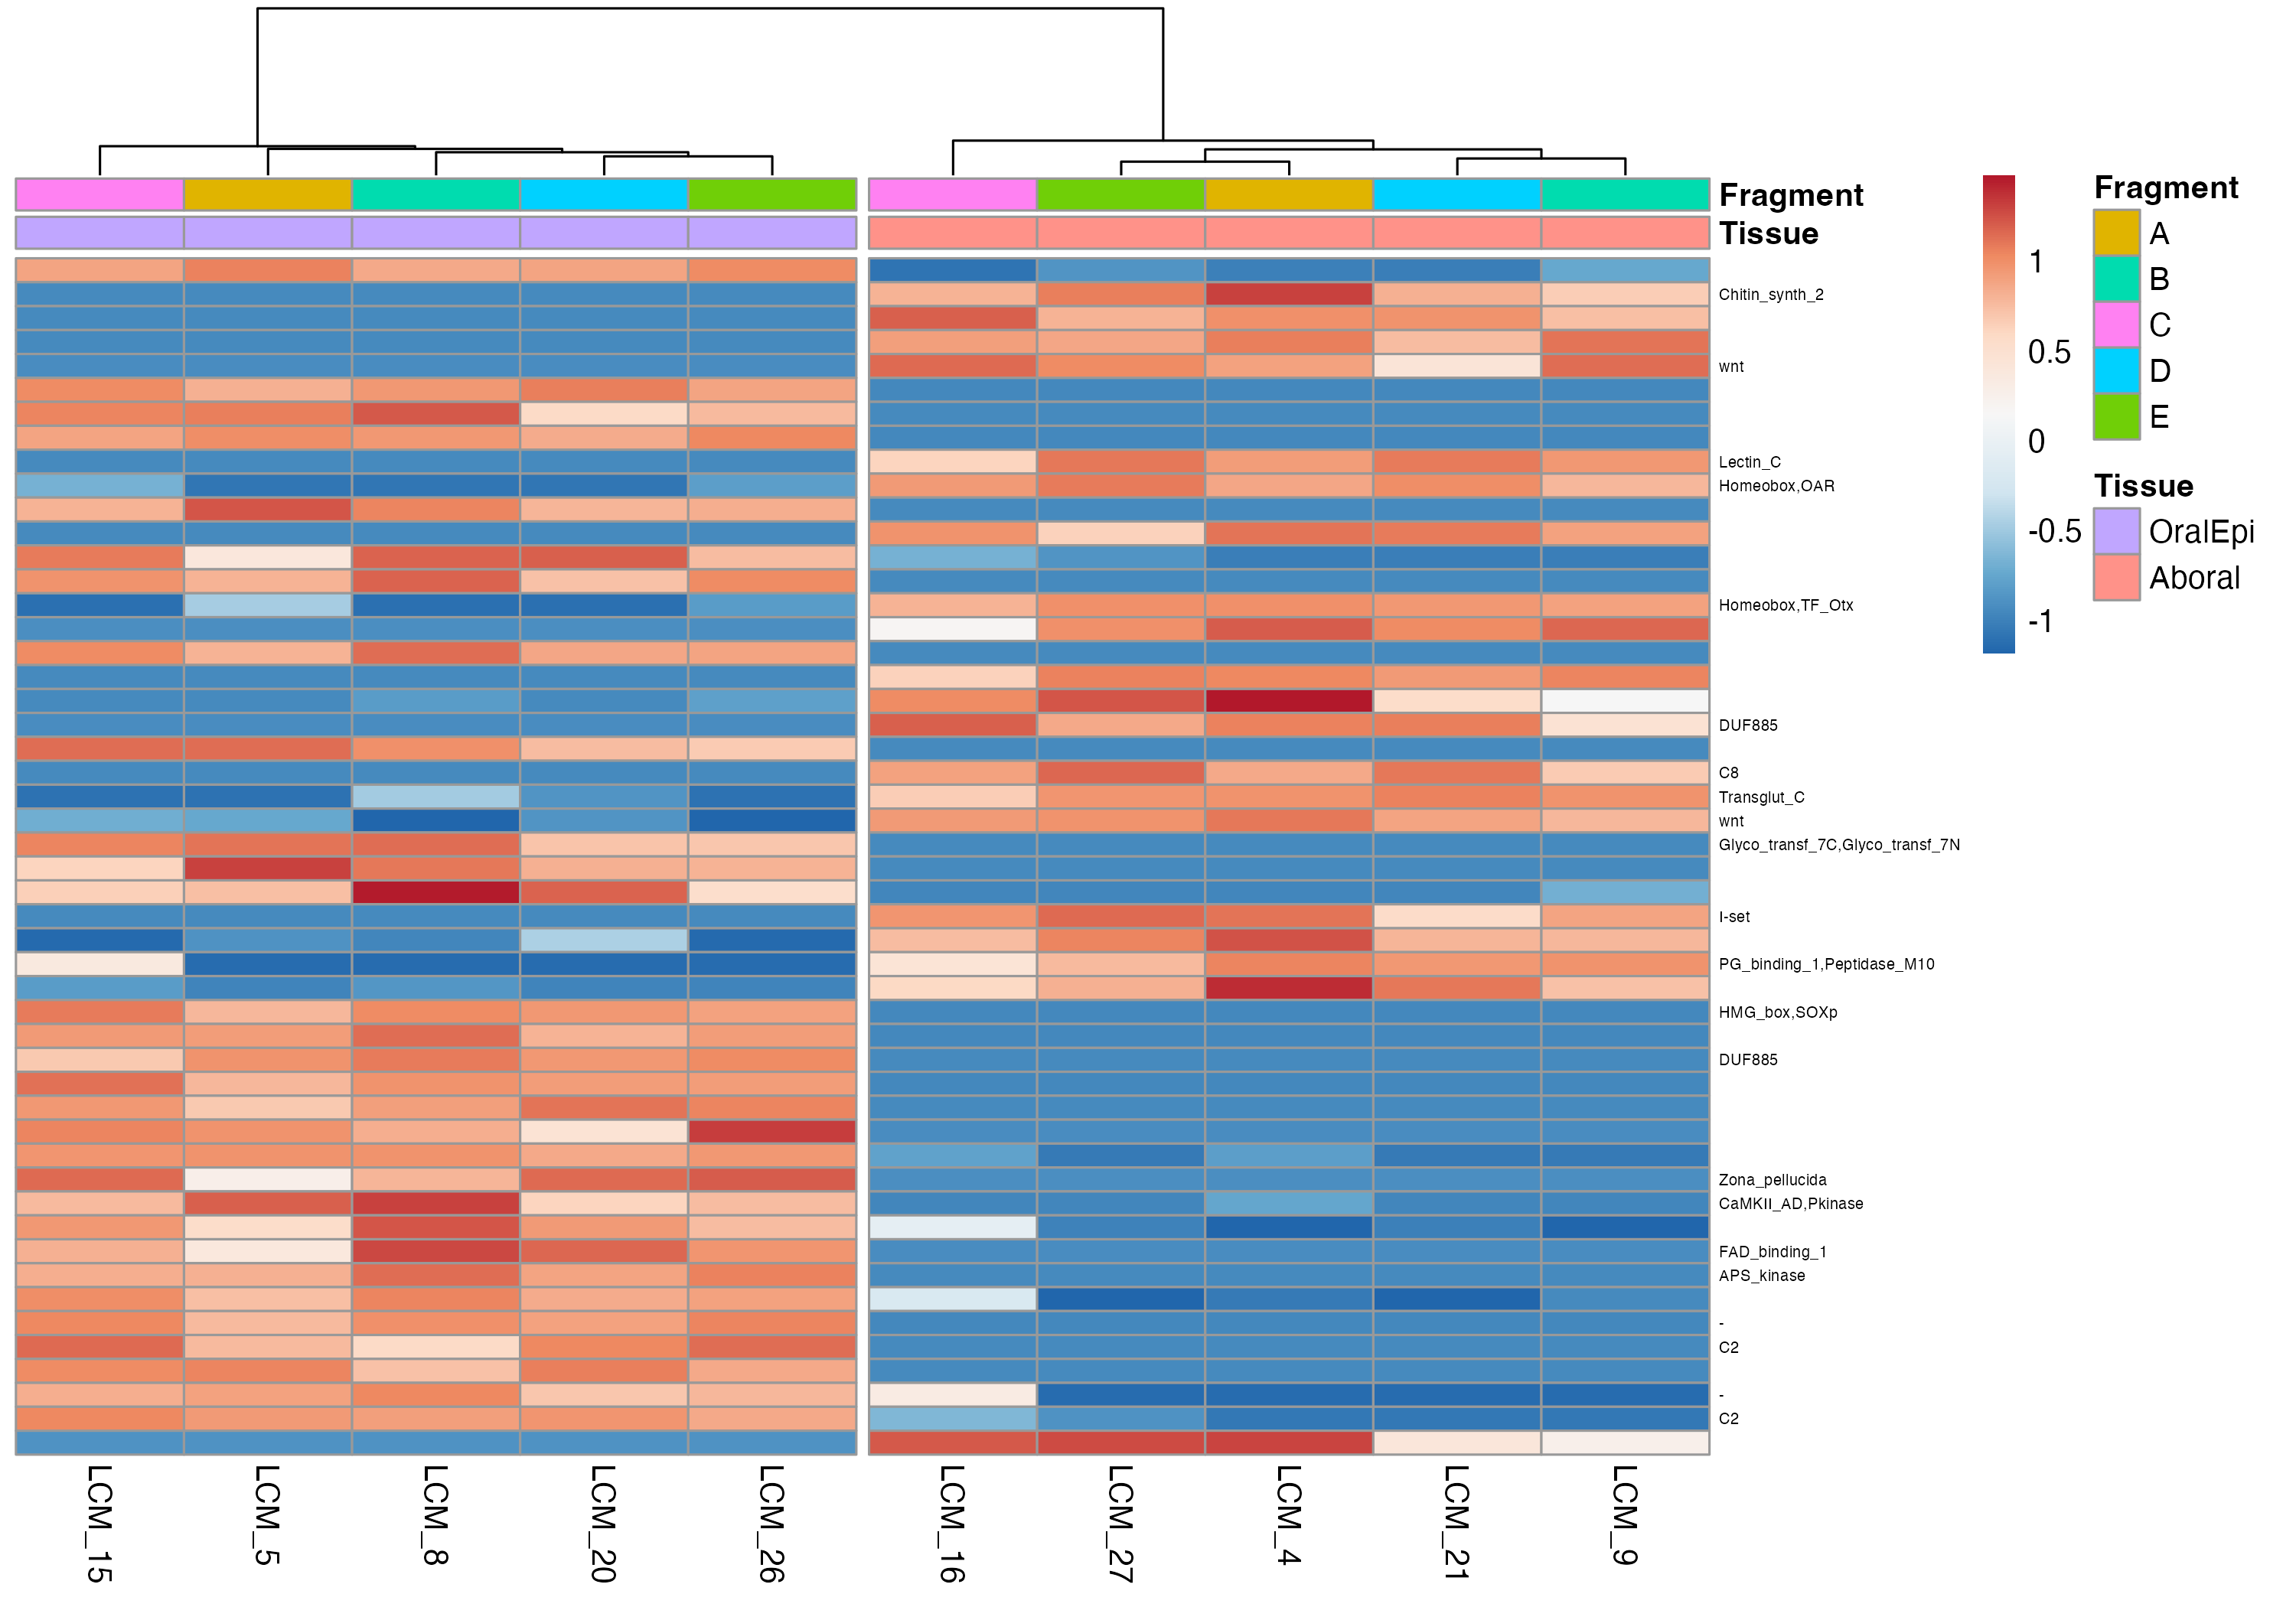 Fragment
Tissue
Chitin_synth_2
wnt
Lectin_C
Homeobox,OAR
Homeobox,TF_Otx
DUF885
C8
Transglut_C
wnt
Glyco_transf_7C,Glyco_transf_7N
I-set
PG_binding_1,Peptidase_M10
HMG_box,SOXp
DUF885
Zona_pellucida
CaMKII_AD,Pkinase
FAD_binding_1
APS_kinase
-
C2
-
C2
LCM_15
LCM_5
LCM_8
LCM_20
LCM_26
LCM_16
LCM_27
LCM_4
LCM_21
LCM_9
1
0.5
0
-0.5
-1
Fragment
A
B
C
D
E
Tissue
OralEpi
Aboral